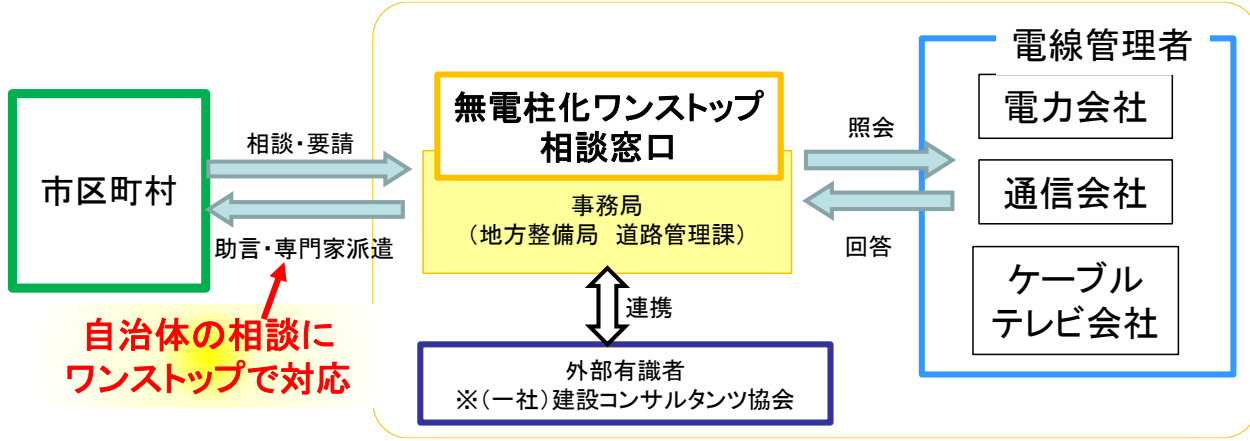 市区町村
相談・要請
助言・専門家派遣
自治体の相談に
ワンストップで対応
無電柱化ワンストップ
相談窓口
事務局
（地方整備局　道路管理課）
連携
外部有識者
※（一社）建設コンサルタンツ協会
照会
回答
電線管理者
電力会社
通信会社
ケーブル
テレビ会社